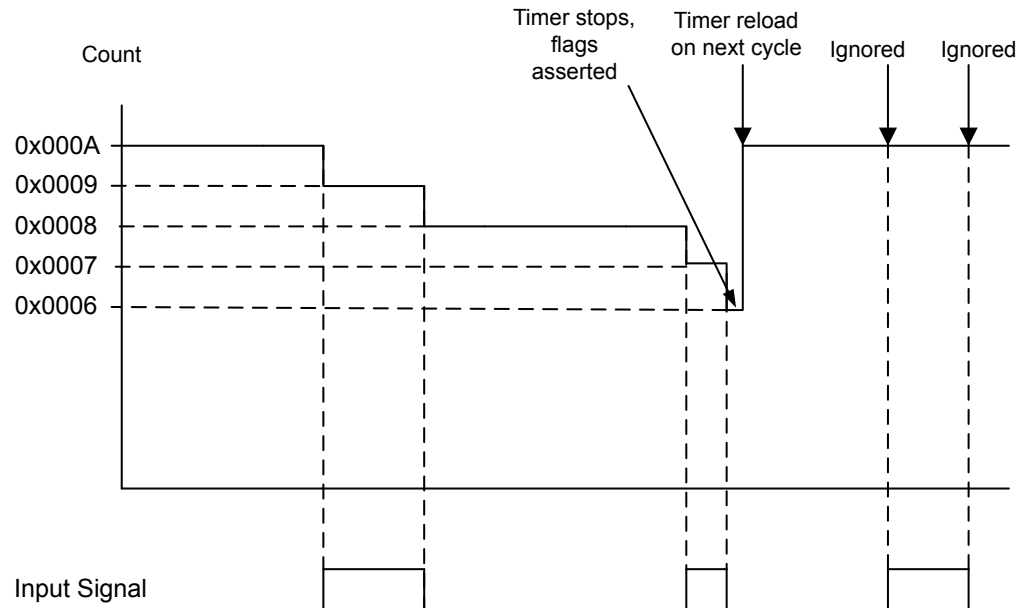 Timer stops,
flags
asserted
Timer reload
on next cycle
Ignored
Ignored
Count
0x000A
0x0009
0x0008
0x0007
0x0006
Input Signal